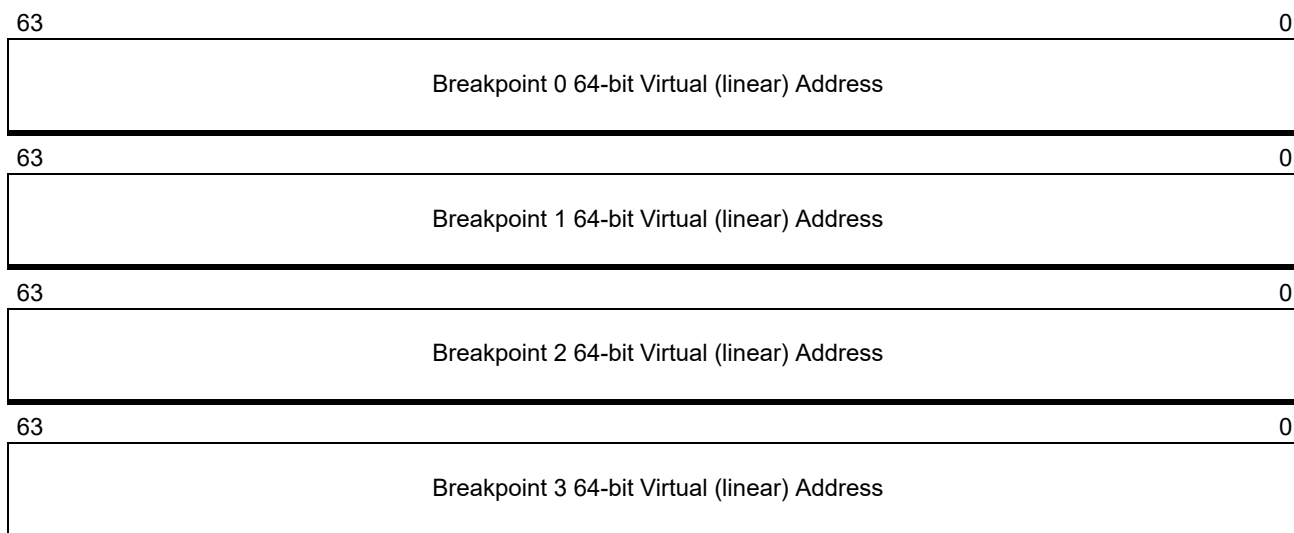 63 0
Breakpoint 0 64-bit Virtual (linear) Address
63 0
Breakpoint 1 64-bit Virtual (linear) Address
63 0
Breakpoint 2 64-bit Virtual (linear) Address
63 0
Breakpoint 3 64-bit Virtual (linear) Address